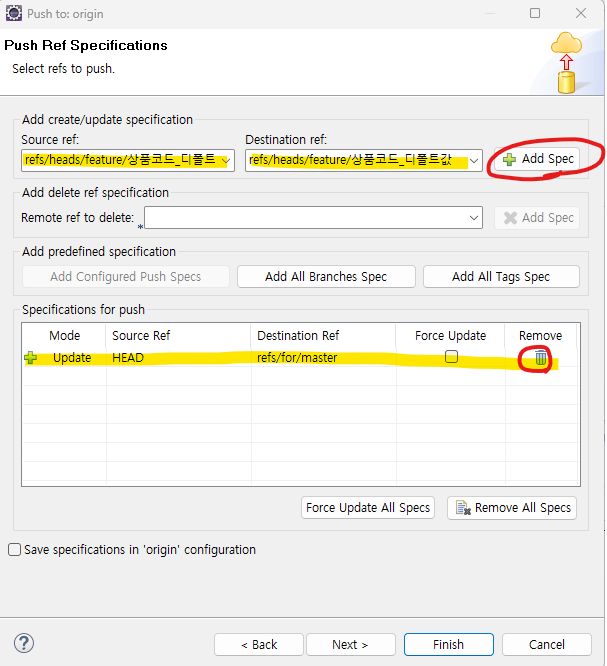 Push to: origin
Push Ref Specifications
Select refs to push.
Add create/update specification
Source ref: Destination ref:
refs/heads/feature/상품코드_디폴트 refs/heads/feature/상품코드_디폴트값 Add Spec
Add delete ref specification
Remote ref to delete: Add Spec
Add predefined specification
Add Configured Push Specs Add All Branches Spec Add All Tags Spec
Specifications for push
Mode Source Ref Destination Ref Force Update Remove
Update HEAD refs/for/master
Force Update All Specs Remove All Specs
Save specifications in 'origin' configuration
? < Back Next > Finish Cancel